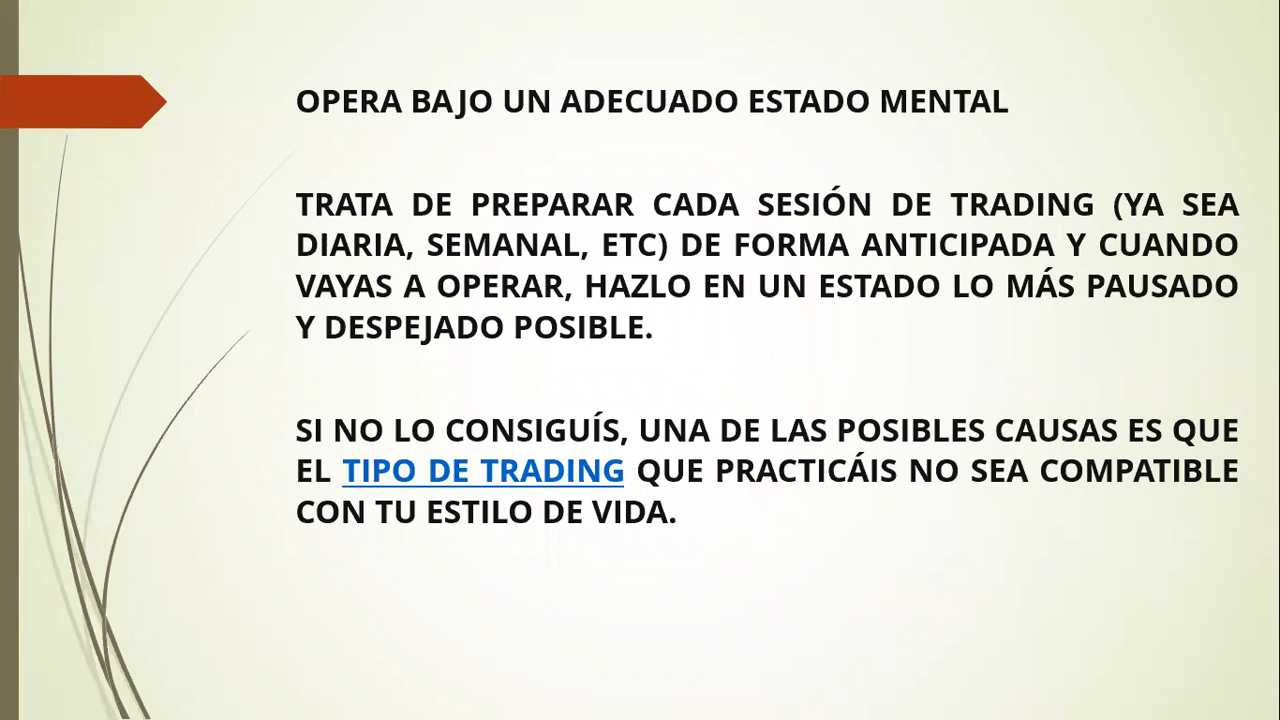 OPERA BAJO UN ADECUADO ESTADO MENTAL
TRATA DE PREPARAR CADA SESIÓN DE TRADING (YA SEA
DIARIA, SEMANAL, ETC) DE FORMA ANTICIPADA Y CUANDO
VAYAS A OPERAR, HAZLO EN UN ESTADO LO MÁS PAUSADO
Y DESPEJADO POSIBLE.
SI NO LO CONSIGUÍS, UNA DE LAS POSIBLES CAUSAS ES QUE
EL TIPO DE TRADING QUE PRACTICÁIS NO SEA COMPATIBLE
CON TU ESTILO DE VIDA.